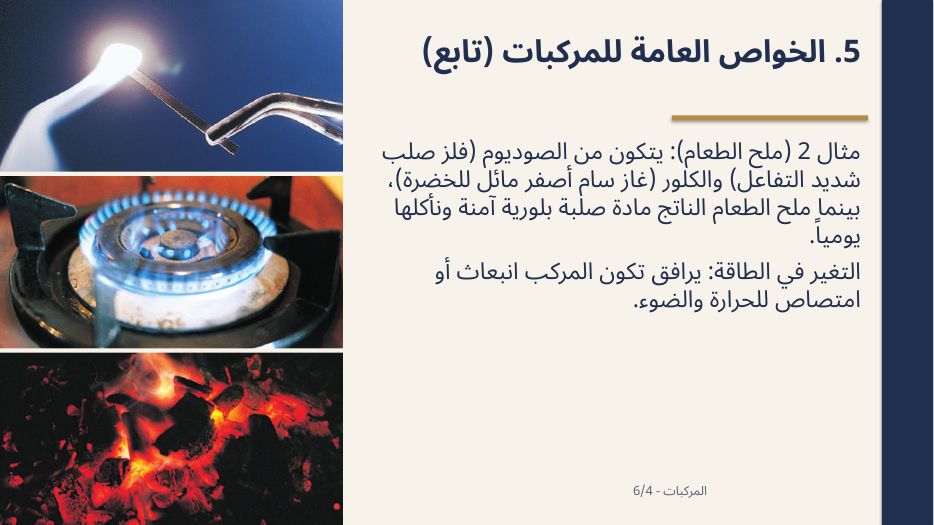 5. الخواص العامة للمركبات (تابع)
مثال 2 (ملح الطعام): يتكون من الصوديوم (فلز صلب
شديد التفاعل) والكلور (غاز سام أصفر مائل للخضرة)،
بينما ملح الطعام الناتج مادة صلبة بلورية آمنة ونأكلها
يومياً.
التغير في الطاقة: يرافق تكون المركب انبعاث أو
امتصاص للحرارة والضوء.
المركبات - 6/4